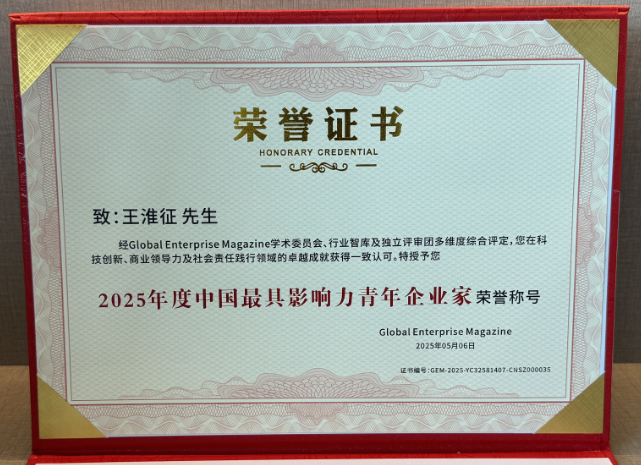 荣誉证书
HONORARY CREDENTIAL
致：王淮征 先生
经Global Enterprise Magazine学术委员会、行业智库及独立评审团多维度综合评定，您在科
技创新、商业领导力及社会责任践行领域的卓越成就获得一致认可。特授予您
2025年度中国最具影响力青年企业家 荣誉称号
Global Enterprise Magazine
2025年05月06日
证书编号：GEM-2025-YC32581407-CNSZ000035